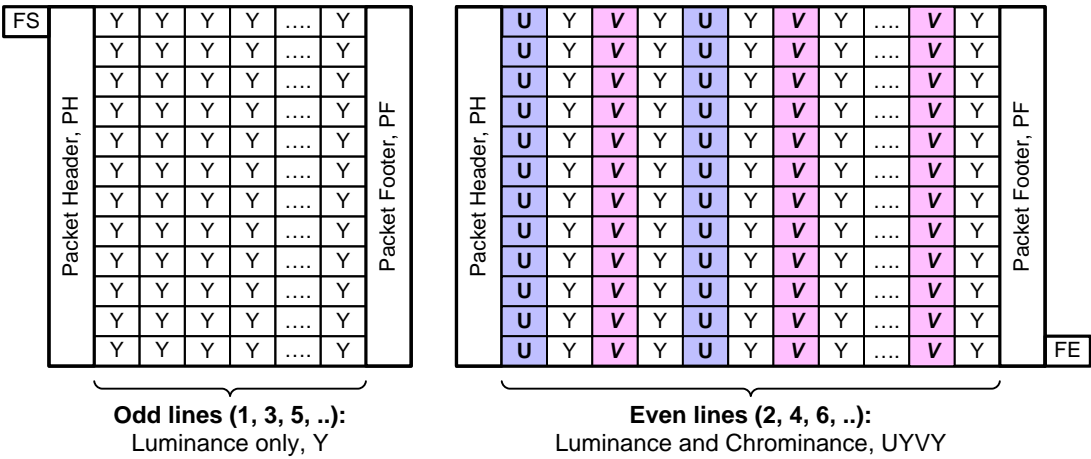 FS
Packet Header, PH
Y Y Y Y …. Y
Y Y Y Y …. Y
Y Y Y Y …. Y
Y Y Y Y …. Y
Y Y Y Y …. Y
Y Y Y Y …. Y
Y Y Y Y …. Y
Y Y Y Y …. Y
Y Y Y Y …. Y
Y Y Y Y …. Y
Y Y Y Y …. Y
Y Y Y Y …. Y
Packet Footer, PF
Odd lines (1, 3, 5, ..):
Luminance only, Y
Packet Header, PH
U Y V Y U Y V Y …. V Y
U Y V Y U Y V Y …. V Y
U Y V Y U Y V Y …. V Y
U Y V Y U Y V Y …. V Y
U Y V Y U Y V Y …. V Y
U Y V Y U Y V Y …. V Y
U Y V Y U Y V Y …. V Y
U Y V Y U Y V Y …. V Y
U Y V Y U Y V Y …. V Y
U Y V Y U Y V Y …. V Y
U Y V Y U Y V Y …. V Y
U Y V Y U Y V Y …. V Y
Packet Footer, PF
FE
Even lines (2, 4, 6, ..):
Luminance and Chrominance, UYVY